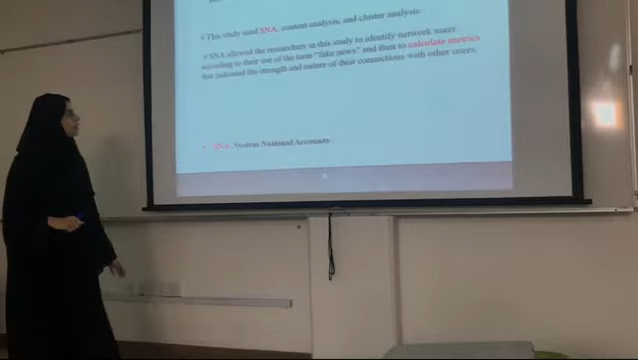 This study used SNA, content analysis, and cluster analysis
SNA allowed the researchers in this study to identify network users
according to their use of the term "fake news" and then to calculate metrics
that indicated the strength and nature of their connections with other users.
SNA: System National Accounts